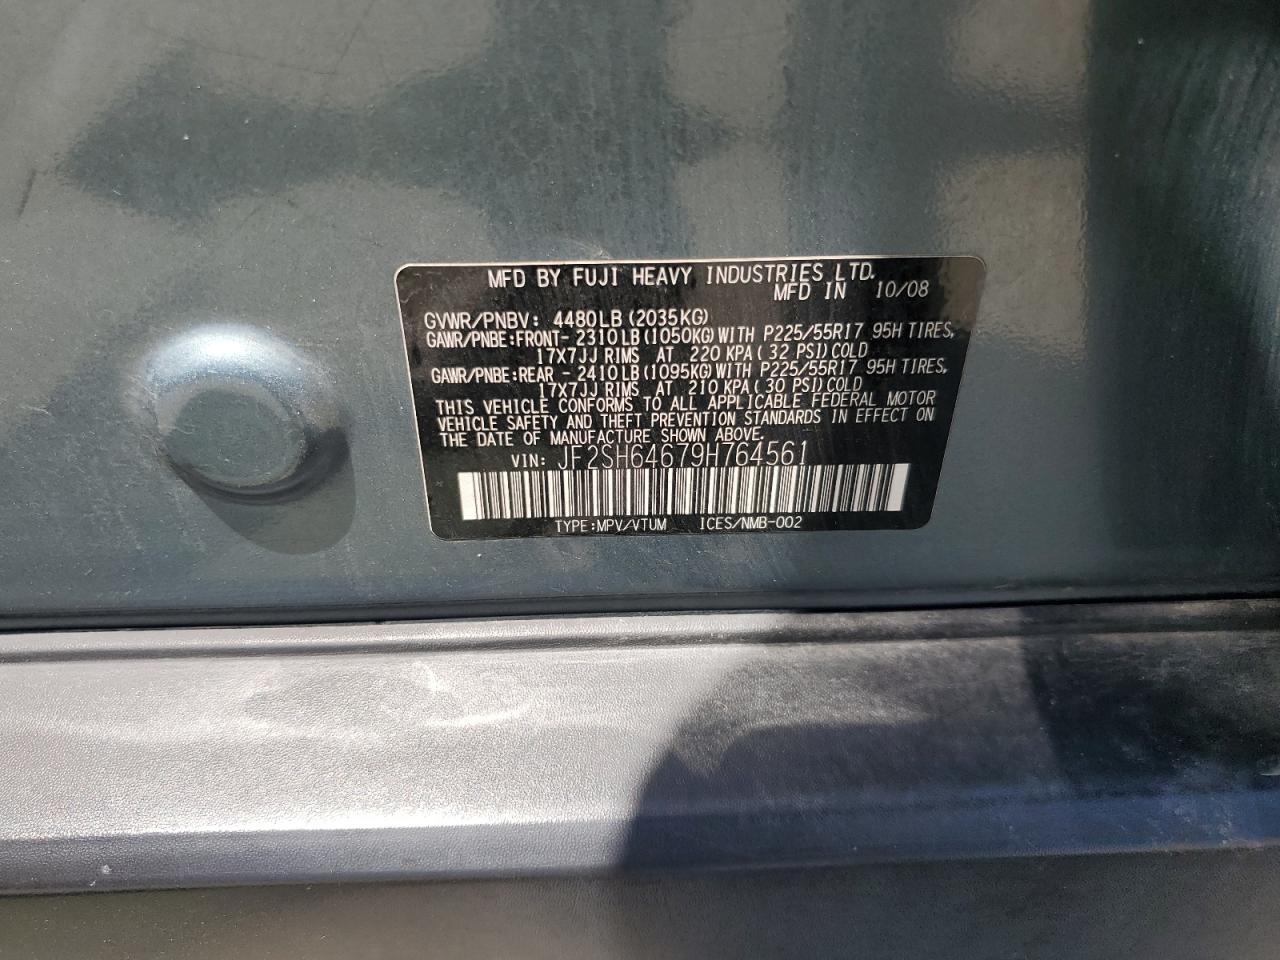 MFD BY FUJI HEAVY INDUSTRIES LTD.
MFD IN 10/08
GVWR/PNBV: 4480LB (2035KG)
GAWR/PNBE:FRONT- 2310LB (1050KG) WITH P225/55R17 95H TIRES,
17X7JJ RIMS AT 220 KPA ( 32 PSI) COLD
GAWR/PNBE:REAR - 2410LB (1095KG) WITH P225/55R17 95H TIRES,
17X7JJ RIMS AT 210 KPA ( 30 PSI) COLD
THIS VEHICLE CONFORMS TO ALL APPLICABLE FEDERAL MOTOR
VEHICLE SAFETY AND THEFT PREVENTION STANDARDS IN EFFECT ON
THE DATE OF MANUFACTURE SHOWN ABOVE.
VIN: JF2SH64679H764561
TYPE:MPV/VTUM ICES/NMB-002